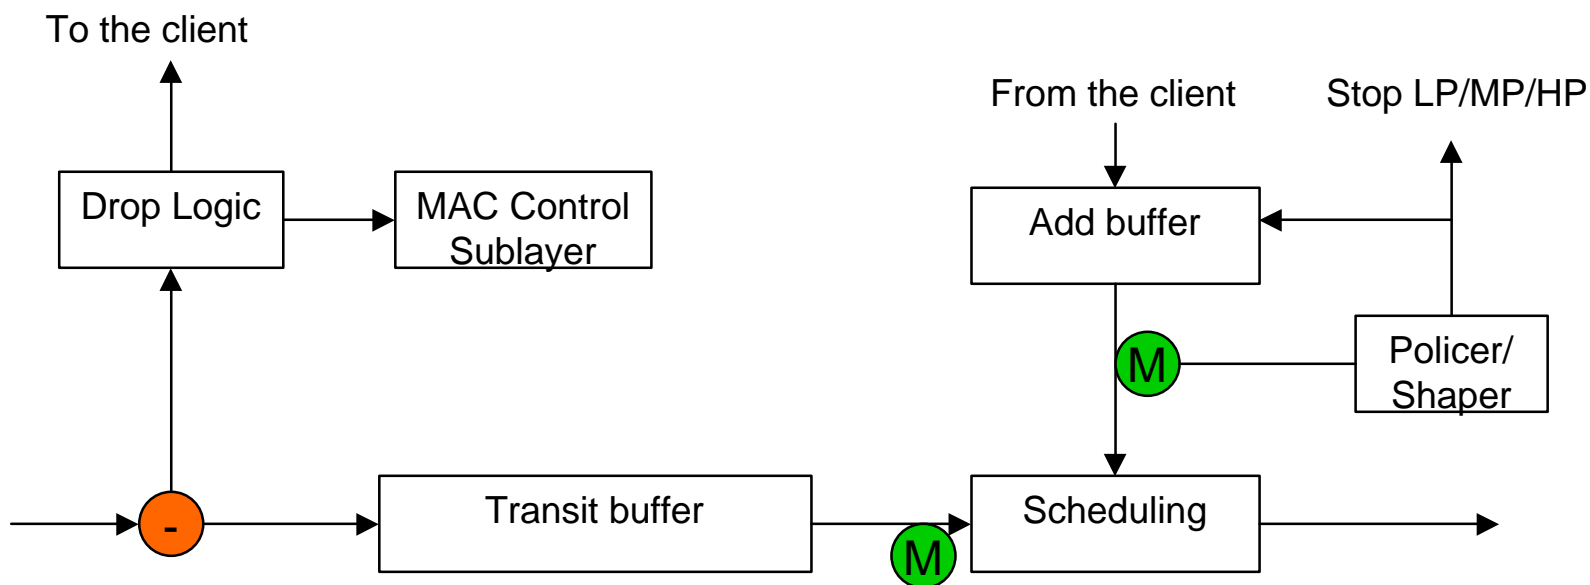 To the client
From the client
Stop LP/MP/HP
Drop Logic
MAC Control
Sublayer
Add buffer
M
Policer/
Shaper
-
Transit buffer
M
Scheduling